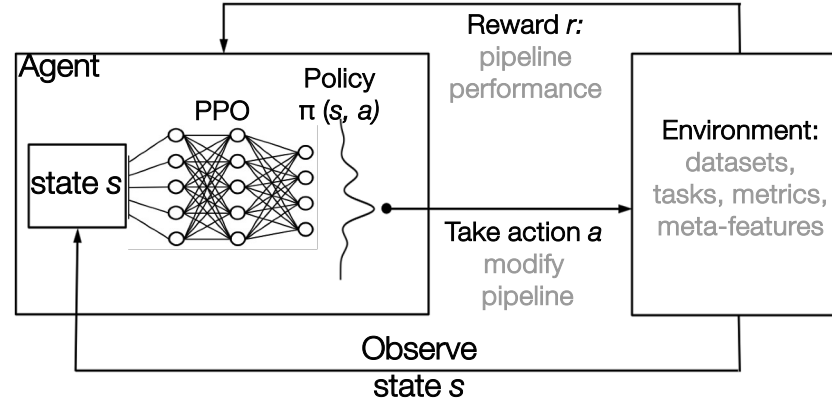 Reward r:
pipeline
performance
Agent
Policy
π (s, a)
PPO
state s
Environment:
datasets,
tasks, metrics,
meta-features
Take action a
modify
pipeline
Observe
state s